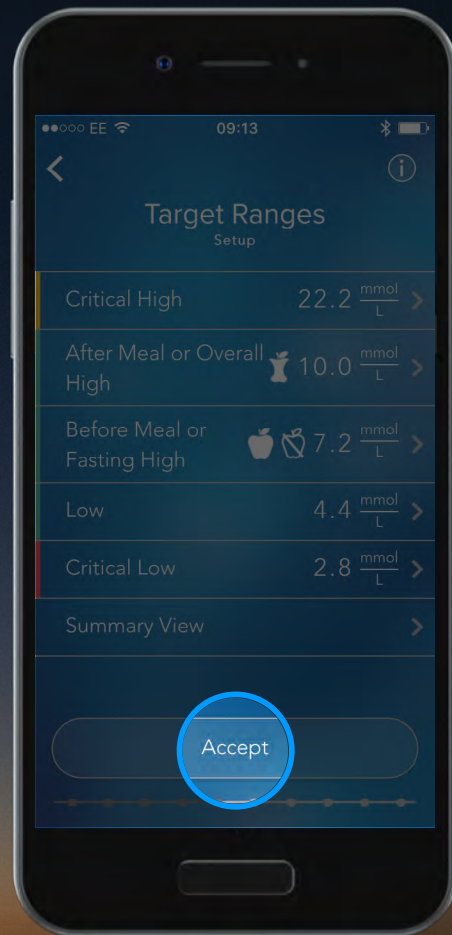 EE 09:13
Target Ranges
Setup
Critical High 22.2 mmol/L
After Meal or Overall High 10.0 mmol/L
Before Meal or Fasting High 7.2 mmol/L
Low 4.4 mmol/L
Critical Low 2.8 mmol/L
Summary View
Accept